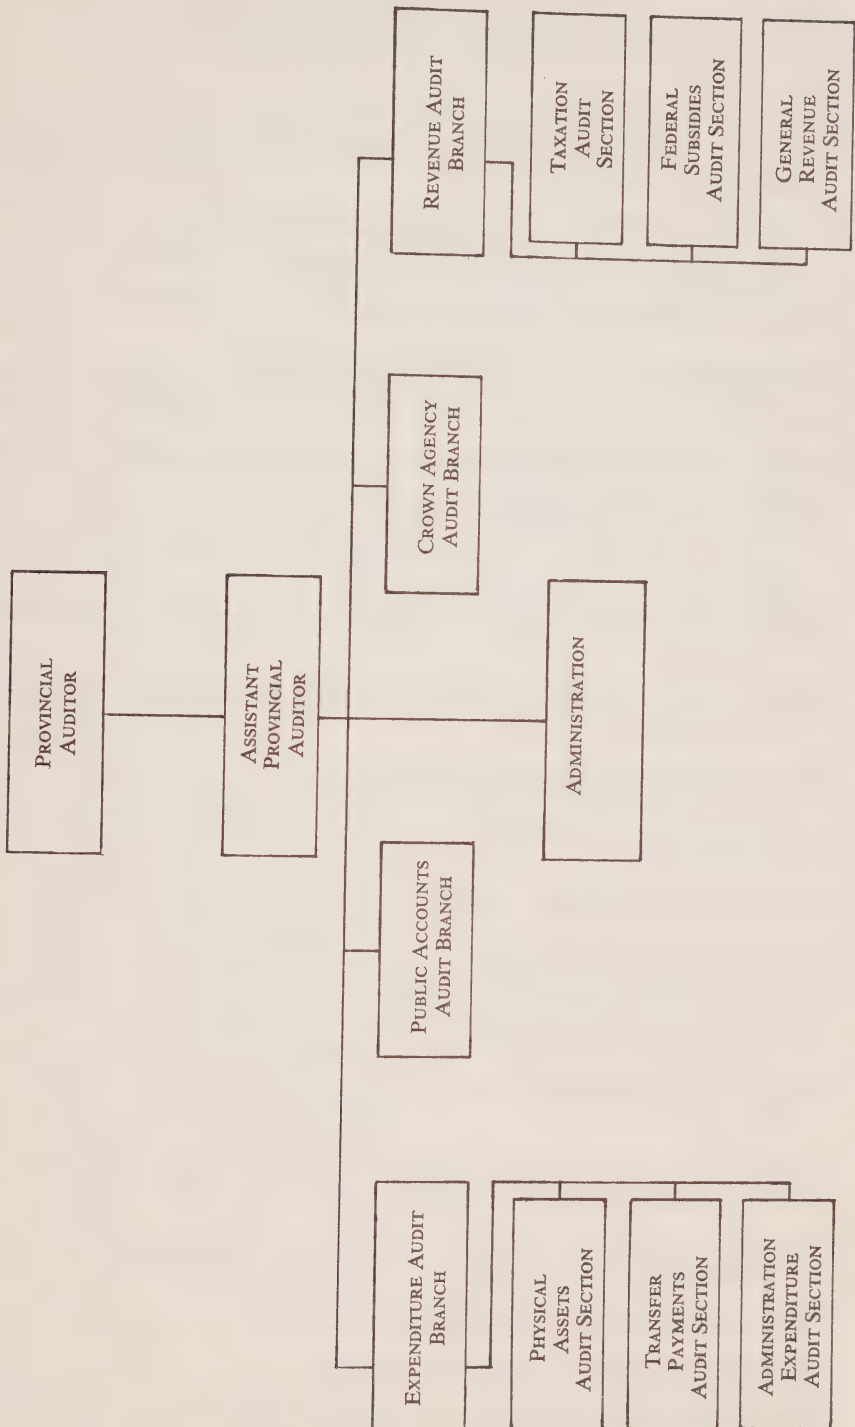 PROVINCIAL
AUDITOR
ASSISTANT
PROVINCIAL
AUDITOR
EXPENDITURE AUDIT
BRANCH
PUBLIC ACCOUNTS
AUDIT BRANCH
CROWN AGENCY
AUDIT BRANCH
REVENUE AUDIT
BRANCH
ADMINISTRATION
PHYSICAL
ASSETS
AUDIT SECTION
TRANSFER
PAYMENTS
AUDIT SECTION
ADMINISTRATION
EXPENDITURE
AUDIT SECTION
TAXATION
AUDIT
SECTION
FEDERAL
SUBSIDIES
AUDIT SECTION
GENERAL
REVENUE
AUDIT SECTION